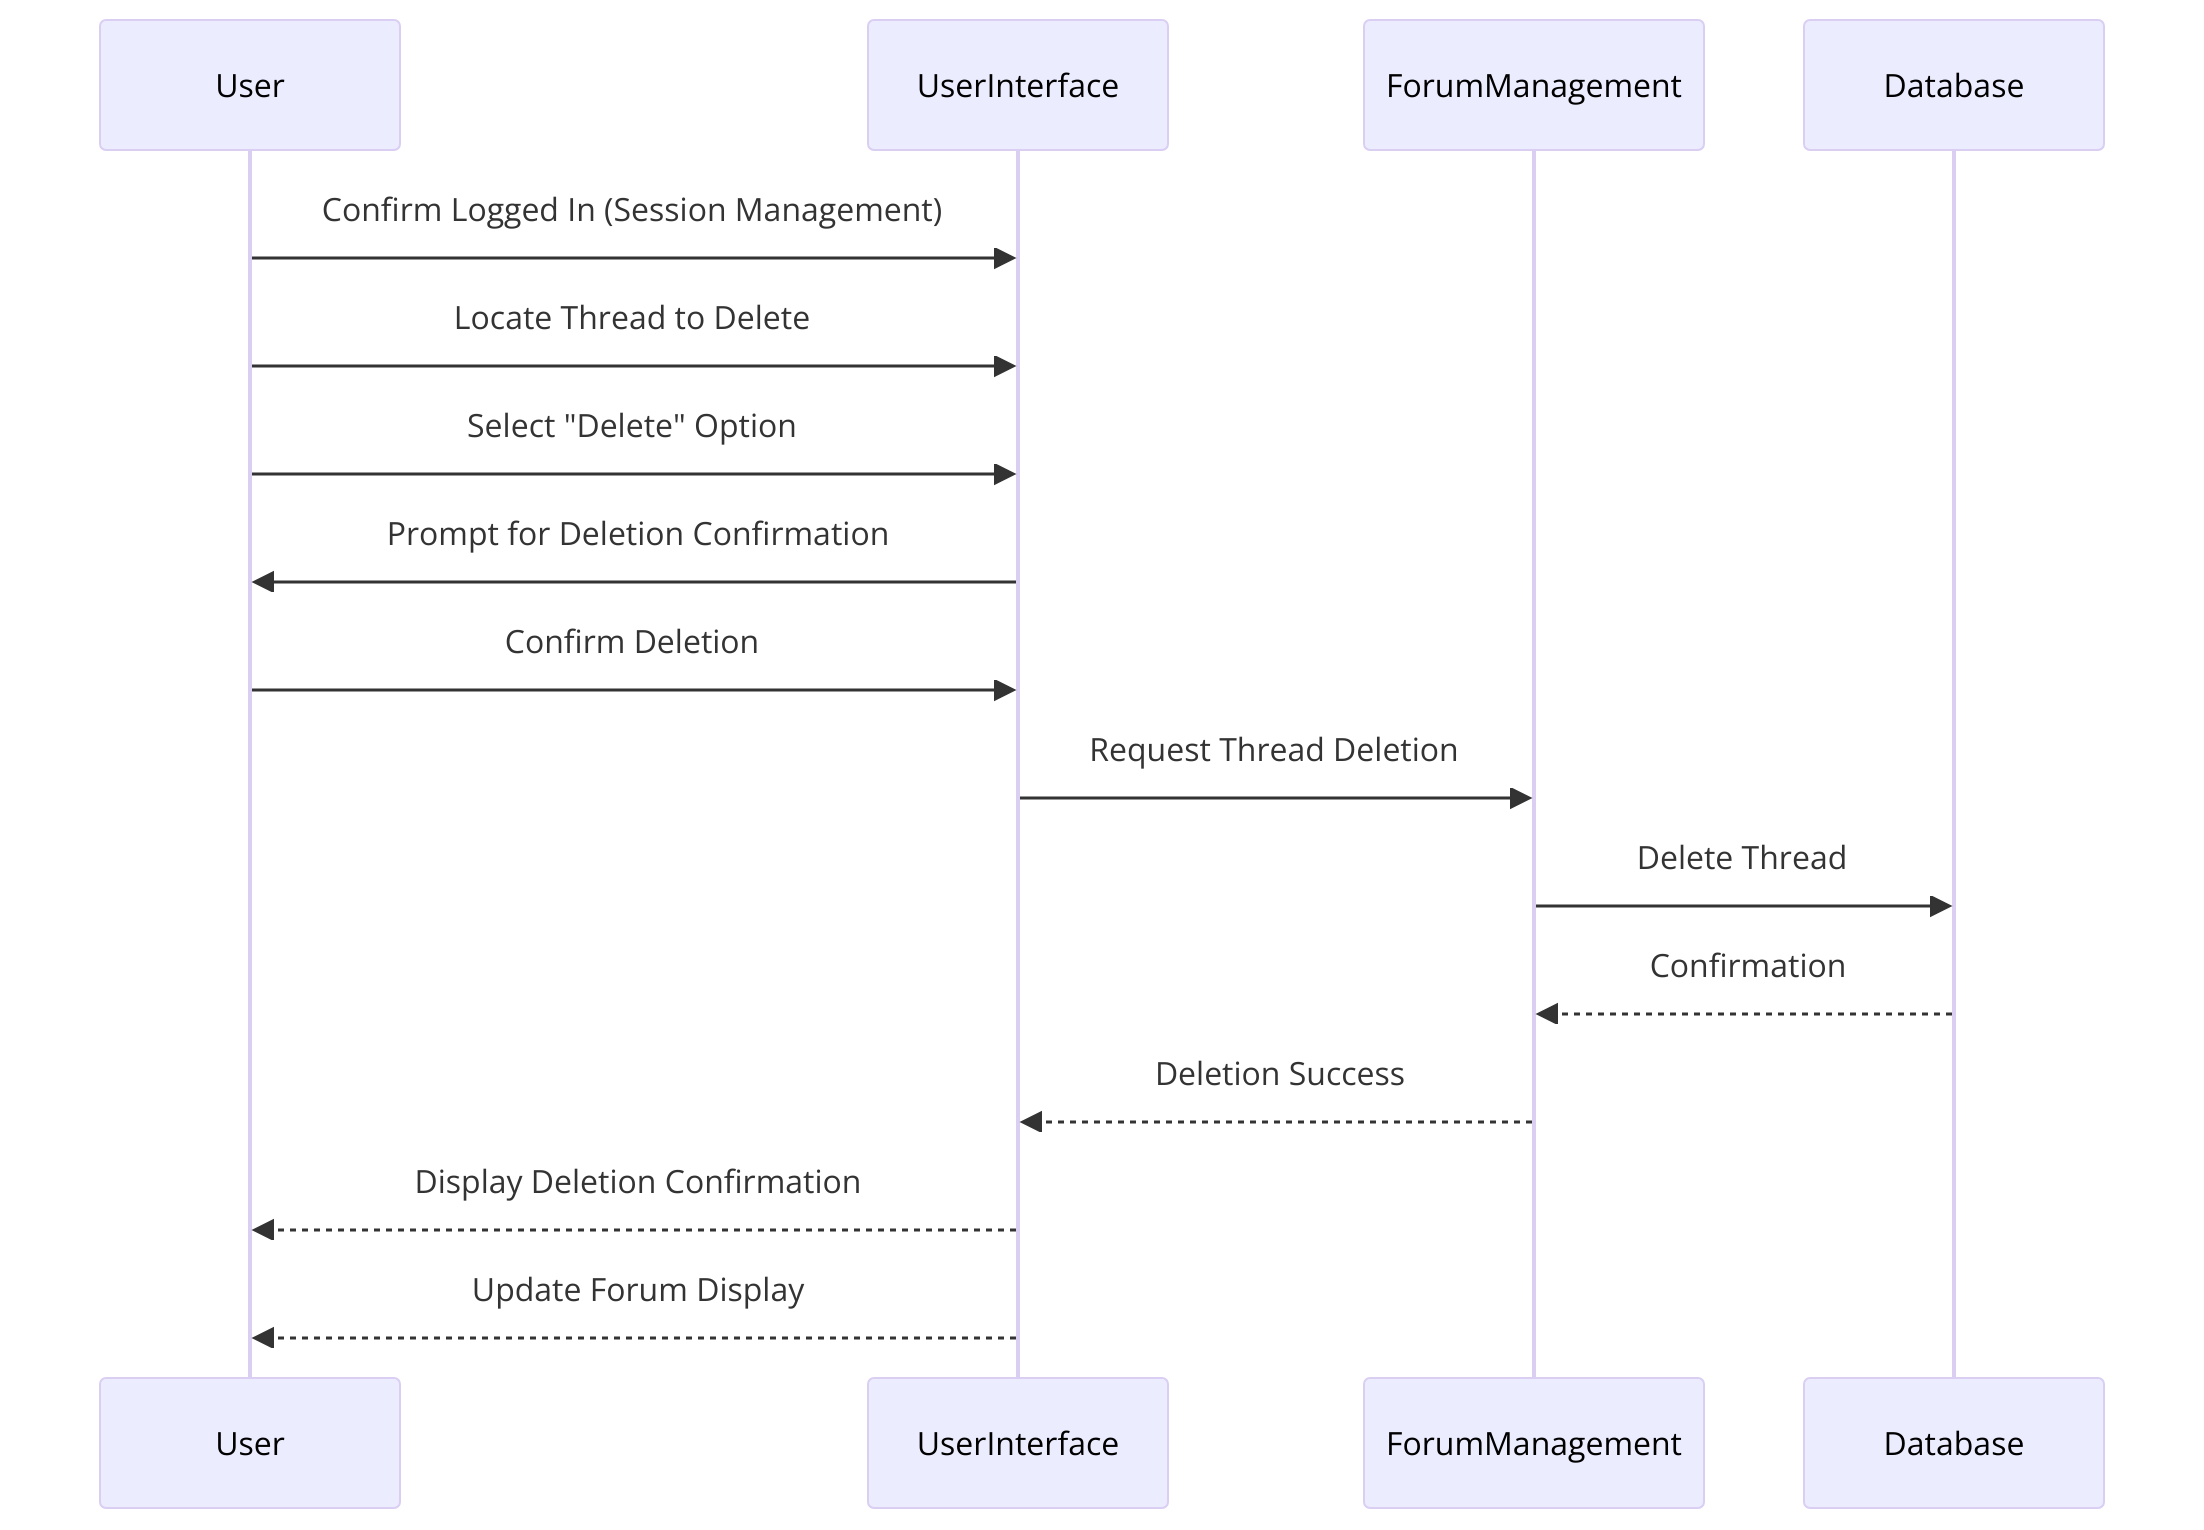 User
UserInterface
ForumManagement
Database
Confirm Logged In (Session Management)
Locate Thread to Delete
Select "Delete" Option
Prompt for Deletion Confirmation
Confirm Deletion
Request Thread Deletion
Delete Thread
Confirmation
Deletion Success
Display Deletion Confirmation
Update Forum Display
User
UserInterface
ForumManagement
Database